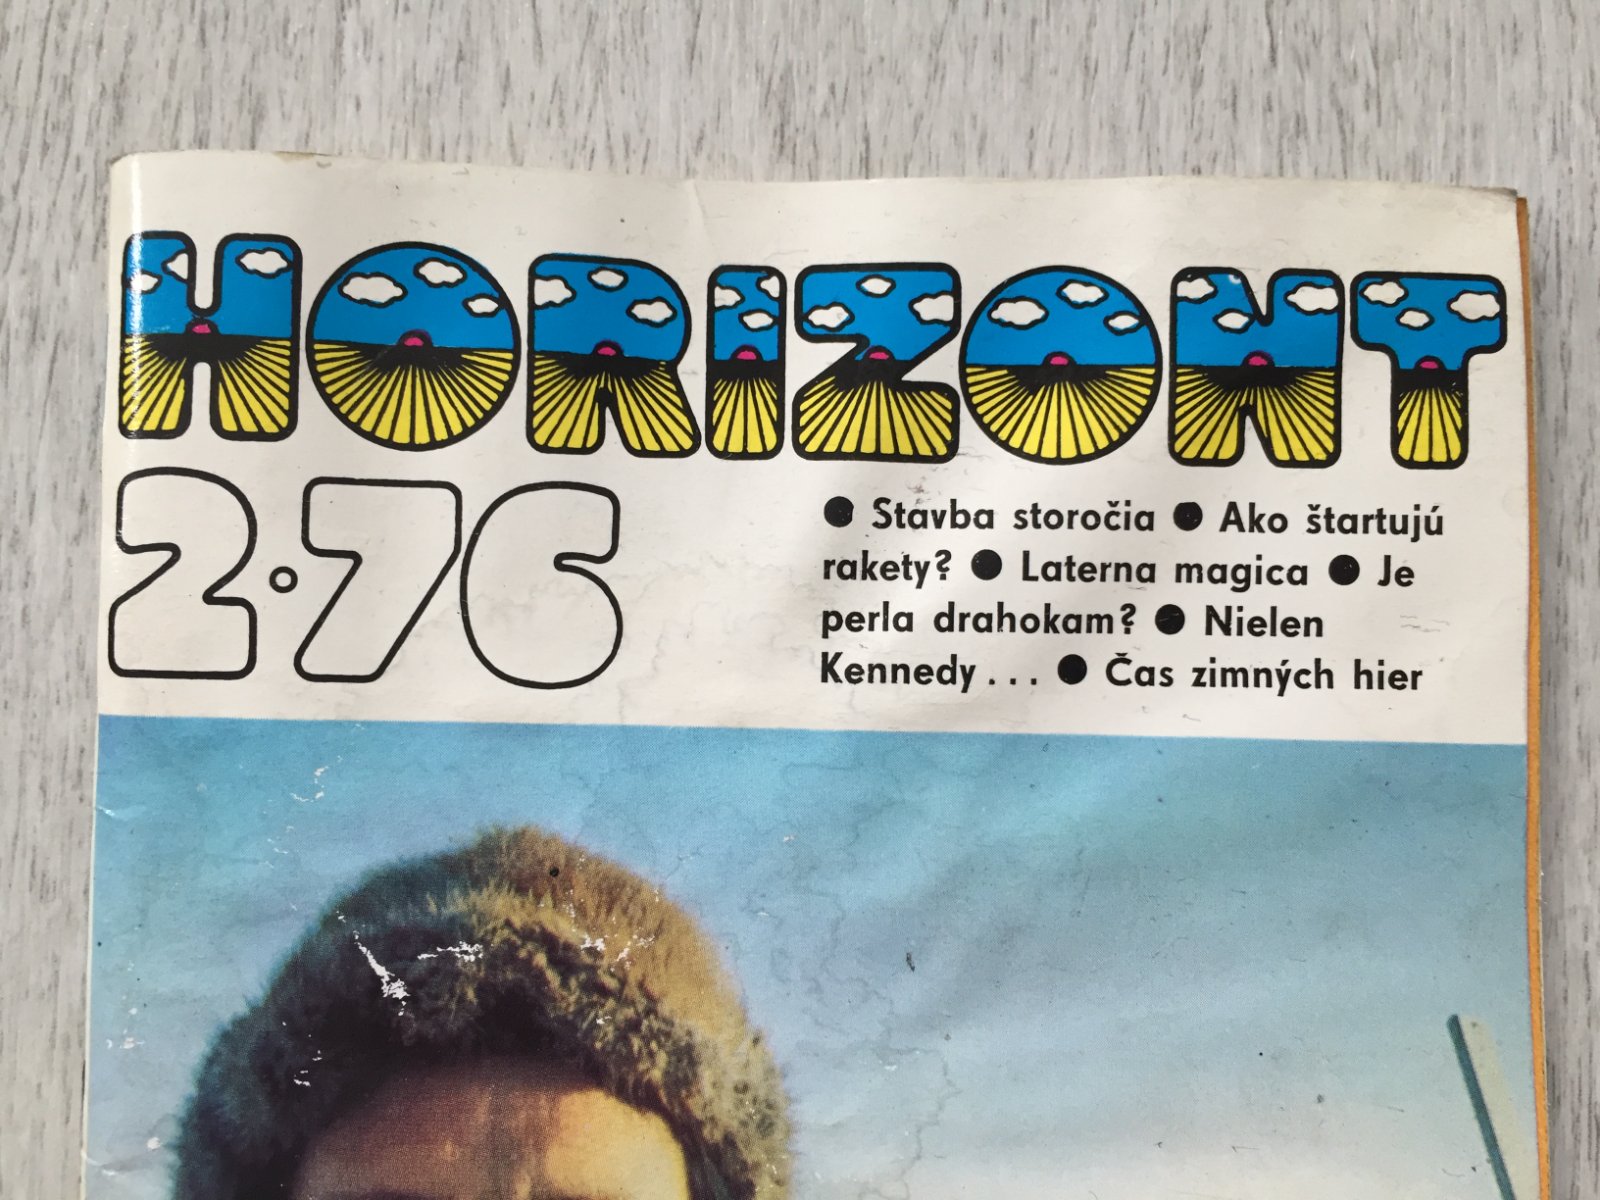 HORIZONT
2·76
● Stavba storočia ● Ako štartujú
rakety? ● Laterna magica ● Je
perla drahokam? ● Nielen
Kennedy ... ● Čas zimných hier